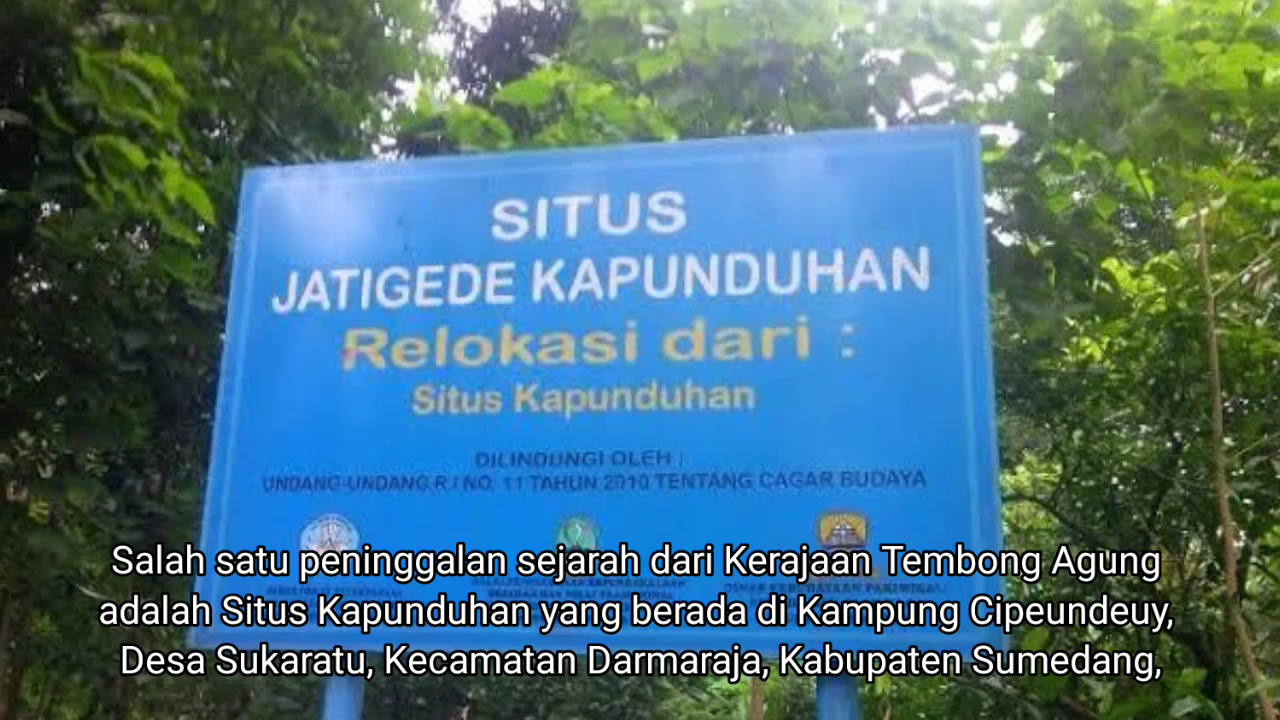 SITUS
JATIGEDE KAPUNDUHAN
Relokasi dari :
Situs Kapunduhan
DILINDUNGI OLEH :
UNDANG-UNDANG R.I NO. 11 TAHUN 2010 TENTANG CAGAR BUDAYA
Salah satu peninggalan sejarah dari Kerajaan Tembong Agung
adalah Situs Kapunduhan yang berada di Kampung Cipeundeuy,
Desa Sukaratu, Kecamatan Darmaraja, Kabupaten Sumedang,